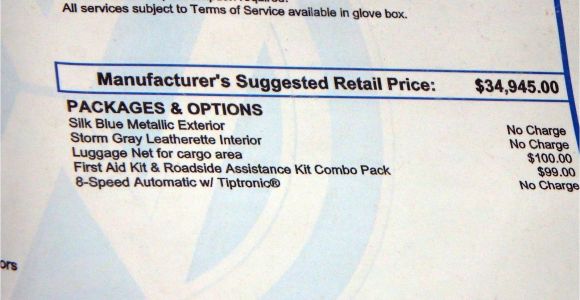 All services subject to Terms of Service available in glove box.
Manufacturer's Suggested Retail Price: $34,945.00
PACKAGES & OPTIONS
Silk Blue Metallic Exterior No Charge
Storm Gray Leatherette Interior No Charge
Luggage Net for cargo area $100.00
First Aid Kit & Roadside Assistance Kit Combo Pack $99.00
8-Speed Automatic w/ Tiptronic® No Charge
ors